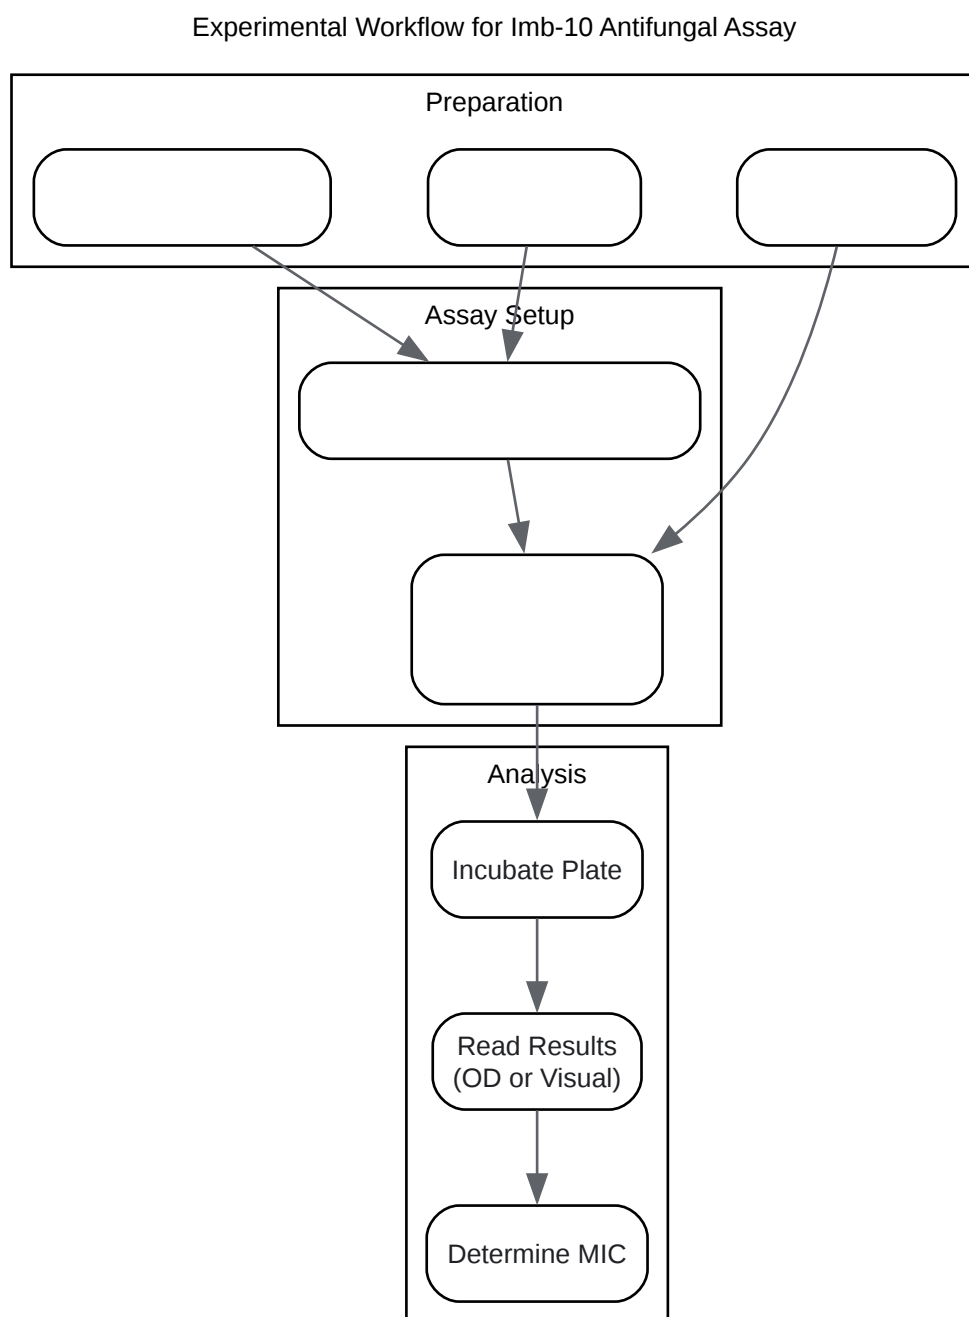 Experimental Workflow for Imb-10 Antifungal Assay
Preparation
Assay Setup
Analysis
Incubate Plate
Read Results
(OD or Visual)
Determine MIC